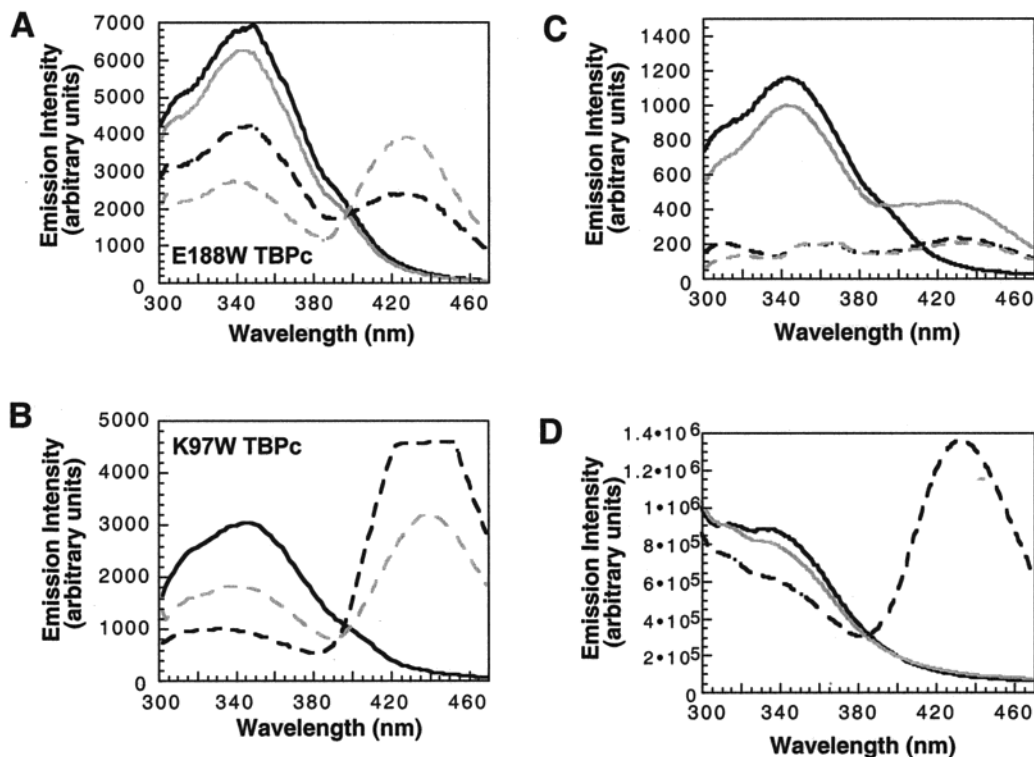 A
Emission Intensity
(arbitrary units)
7000
6000
5000
4000
3000
2000
1000
0
E188W TBPc
300 340 380 420 460
Wavelength (nm)
C
Emission Intensity
(arbitrary units)
1400
1200
1000
800
600
400
200
0
300 340 380 420 460
Wavelength (nm)
B
Emission Intensity
(arbitrary units)
5000
4000
3000
2000
1000
0
K97W TBPc
300 340 380 420 460
Wavelength (nm)
D
Emission Intensity
(arbitrary units)
1.4•10⁶
1.2•10⁶
1•10⁶
8•10⁵
6•10⁵
4•10⁵
2•10⁵
0
300 340 380 420 460
Wavelength (nm)